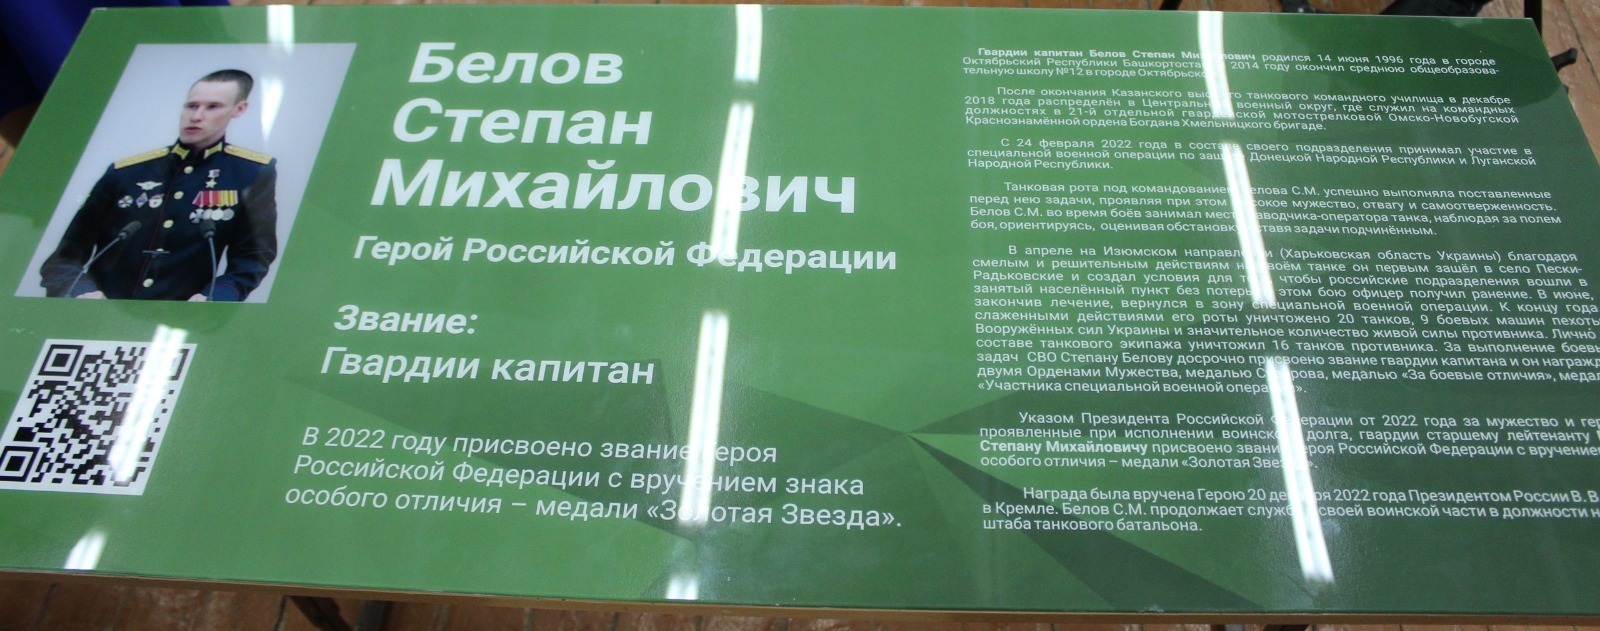 Белов
Степан
Михайлович
Герой Российской Федерации
Звание:
Гвардии капитан
В 2022 году присвоено звание Героя
Российской Федерации с вручением знака
особого отличия – медали «Золотая Звезда».
Гвардии капитан Белов Степан Михайлович родился 14 июня 1996 года в городе
Октябрьский Республики Башкортостан. 2014 году окончил среднюю общеобразова-
тельную школу №12 в городе Октябрьском
После окончания Казанского высшего танкового командного училища в декабре
2018 года распределён в Центральный военный округ, где служил на командных
должностях в 21-й отдельной гвардейской мотострелковой Омско-Новобугской
Краснознамённой ордена Богдана Хмельницкого бригаде.
С 24 февраля 2022 года в составе своего подразделения принимал участие в
специальной военной операции по защите Донецкой Народной Республики и Луганской
Народной Республики.
Танковая рота под командованием Белова С.М. успешно выполняла поставленные
перед нею задачи, проявляя при этом высокое мужество, отвагу и самоотверженность.
Белов С.М. во время боёв занимал место наводчика-оператора танка, наблюдая за полем
боя, ориентируясь, оценивая обстановку ставя задачи подчинённым.
В апреле на Изюмском направлении (Харьковская область Украины) благодаря
смелым и решительным действиям на своём танке он первым зашёл в село Пески-
Радьковские и создал условия для того чтобы российские подразделения вошли в
занятый населённый пункт без потерь. этом бою офицер получил ранение. В июне,
закончив лечение, вернулся в зону специальной военной операции. К концу года
слаженными действиями его роты уничтожено 20 танков, 9 боевых машин пехоты
Вооружённых сил Украины и значительное количество живой силы противника. Лично
составе танкового экипажа уничтожил 16 танков противника. За выполнение
задач СВО Степану Белову досрочно присвоено звание гвардии капитана и он
двумя Орденами Мужества, медалью Суворова, медалью «За боевые отличия»,
«Участника специальной военной операции».
Указом Президента Российской Федерации от 2022 года за мужество и
проявленные при исполнении воинского долга, гвардии старшему лейтенанту
Степану Михайловичу присвоено звание Героя Российской Федерации с вручением
особого отличия – медали «Золотая Звезда».
Награда была вручена Герою 20 декабря 2022 года Президентом России В. В.
в Кремле. Белов С.М. продолжает службу своей воинской части в должности
штаба танкового батальона.